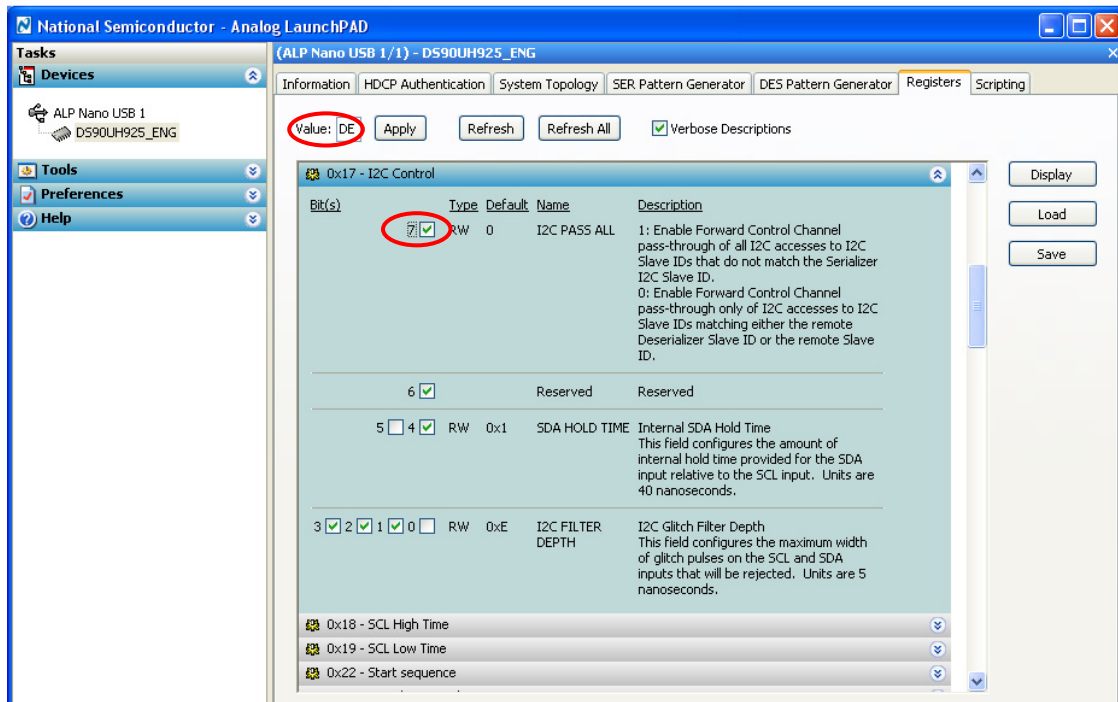 National Semiconductor - Analog LaunchPAD
Tasks
Devices
ALP Nano USB 1
DS90UH925_ENG
Tools
Preferences
Help
(ALP Nano USB 1/1) - DS90UH925_ENG
Information HDCP Authentication System Topology SER Pattern Generator DES Pattern Generator Registers Scripting
Value: DE Apply Refresh Refresh All Verbose Descriptions
0x17 - I2C Control
Bit(s) Type Default Name Description
7 RW 0 I2C PASS ALL 1: Enable Forward Control Channel
pass-through of all I2C accesses to I2C
Slave IDs that do not match the Serializer
I2C Slave ID.
0: Enable Forward Control Channel
pass-through only of I2C accesses to I2C
Slave IDs matching either the remote
Deserializer Slave ID or the remote Slave
ID.
6 Reserved Reserved
5 4 RW 0x1 SDA HOLD TIME Internal SDA Hold Time
This field configures the amount of
internal hold time provided for the SDA
input relative to the SCL input. Units are
40 nanoseconds.
3 2 1 0 RW 0xE I2C FILTER I2C Glitch Filter Depth
DEPTH This field configures the maximum width
of glitch pulses on the SCL and SDA
inputs that will be rejected. Units are 5
nanoseconds.
0x18 - SCL High Time
0x19 - SCL Low Time
0x22 - Start sequence
Display
Load
Save